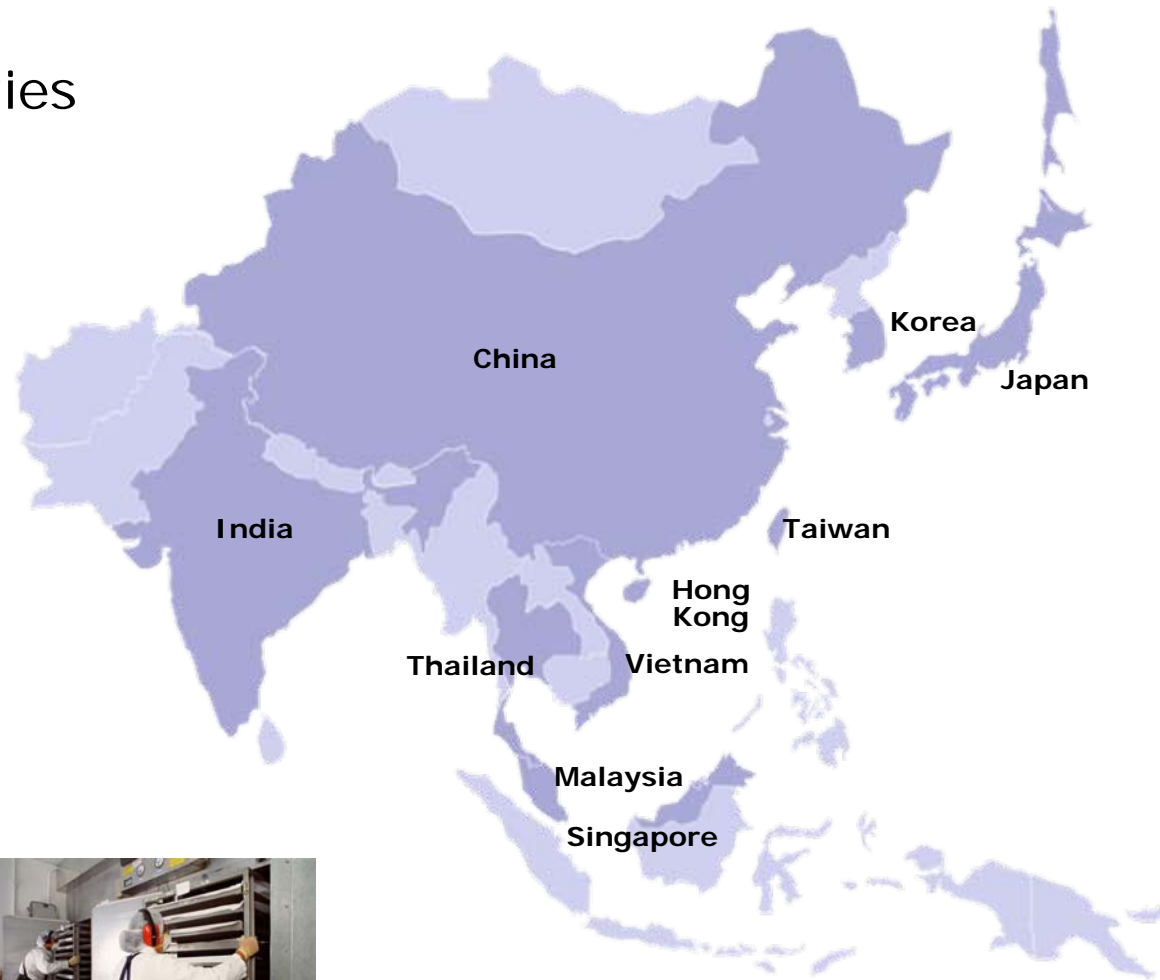 ies
Korea
China
Japan
India
Taiwan
Hong
Kong
Thailand
Vietnam
Malaysia
Singapore